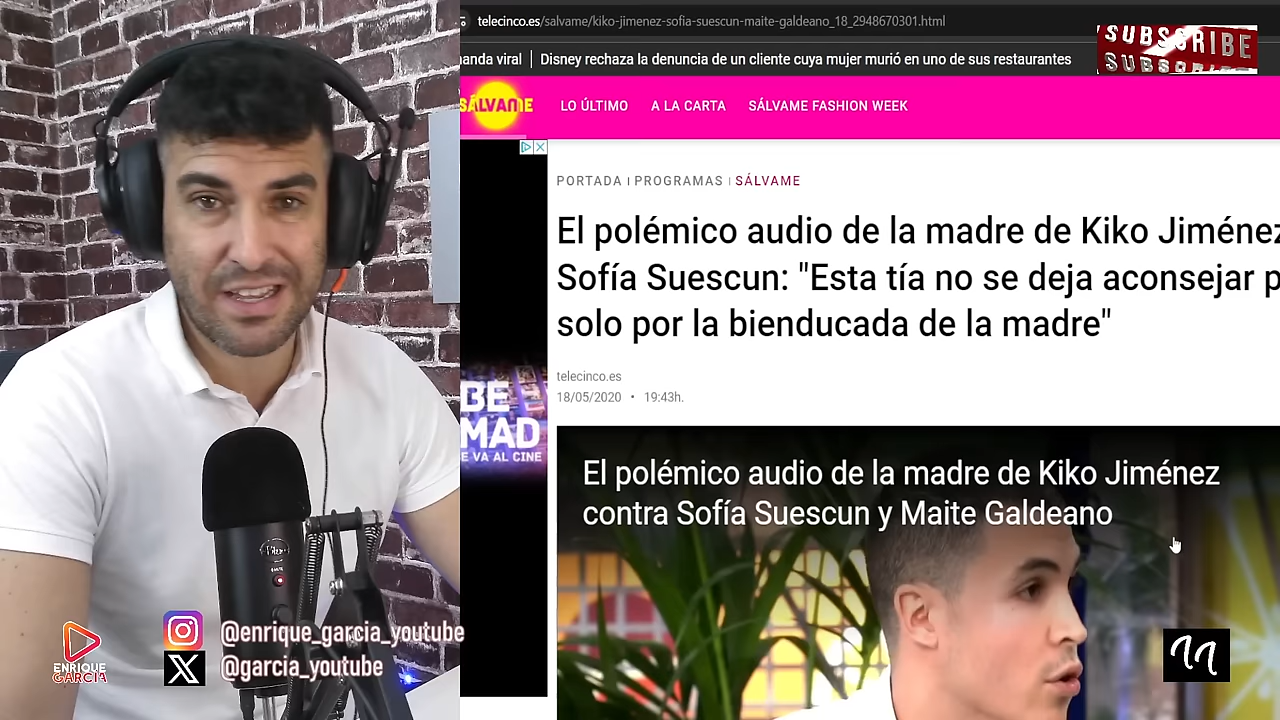 telecinco.es/salvame/kiko-jimenez-sofia-suescun-maite-galdeano_18_2948670301.html
SUBSCRIBE
SUBSCRIBE
anda viral | Disney rechaza la denuncia de un cliente cuya mujer murió en uno de sus restaurantes
SÁLVAME
LO ÚLTIMO
A LA CARTA
SÁLVAME FASHION WEEK
PORTADA | PROGRAMAS | SÁLVAME
El polémico audio de la madre de Kiko Jiménez
Sofía Suescun: "Esta tía no se deja aconsejar p
solo por la bienducada de la madre"
telecinco.es
18/05/2020 • 19:43h.
BE
MAD
E VA AL CINE
El polémico audio de la madre de Kiko Jiménez
contra Sofía Suescun y Maite Galdeano
ENRIQUE
GARCIA
@enrique_garcia_youtube
@garcia_youtube